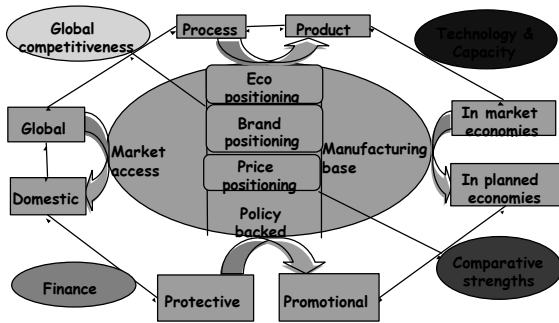 Global
competitiveness
Process
Product
Technology &
Capacity
Eco
positioning
Global
Brand
positioning
In market
economies
Market
access
Manufacturing
base
Price
positioning
Domestic
In planned
economies
Policy
backed
Finance
Protective
Promotional
Comparative
strengths